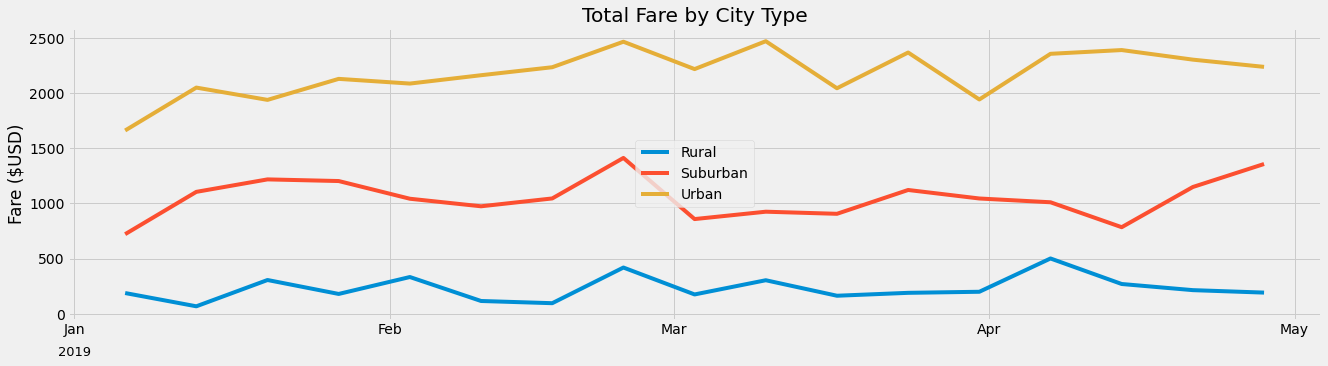 Total Fare by City Type
Fare ($USD)
2500
2000
1500
1000
500
0
Rural
Suburban
Urban
Jan Feb Mar Apr May
2019